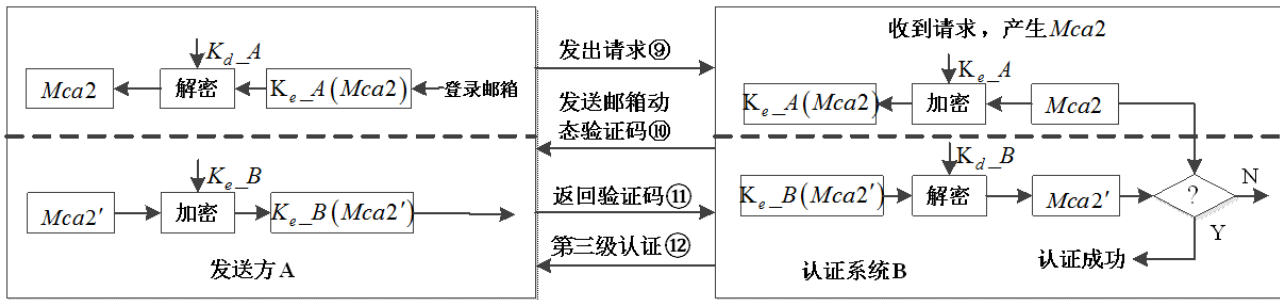 K_d_A
Mca2
解密
K_e_A(Mca2)
登录邮箱
K_e_B
Mca2′
加密
K_e_B(Mca2′)
发送方A
发出请求⑨
发送邮箱动
态验证码⑩
返回验证码⑪
第三级认证⑫
收到请求，产生Mca2
K_e_A
K_e_A(Mca2)
加密
Mca2
K_d_B
K_e_B(Mca2′)
解密
Mca2′
?
N
Y
认证成功
认证系统B